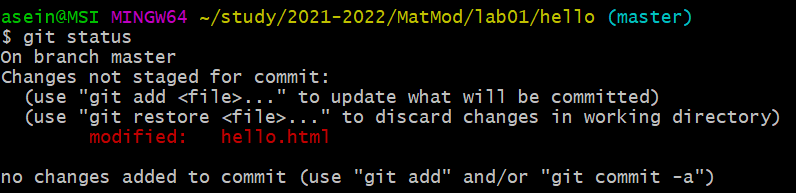 asein@MSI MINGW64 ~/study/2021-2022/MatMod/lab01/hello (master)
$ git status
On branch master
Changes not staged for commit:
  (use "git add <file>..." to update what will be committed)
  (use "git restore <file>..." to discard changes in working directory)
        modified:   hello.html

no changes added to commit (use "git add" and/or "git commit -a")